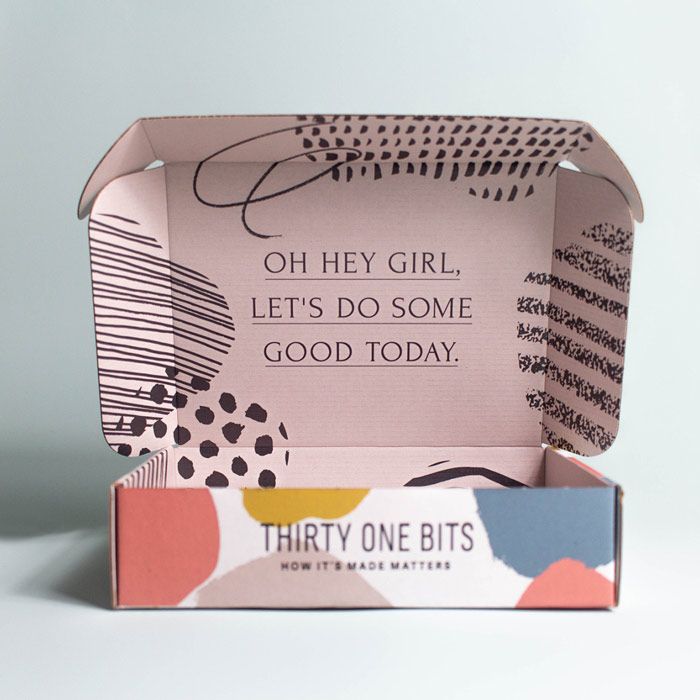 OH HEY GIRL,
LET'S DO SOME
GOOD TODAY.
THIRTY ONE BITS
HOW IT'S MADE MATTERS